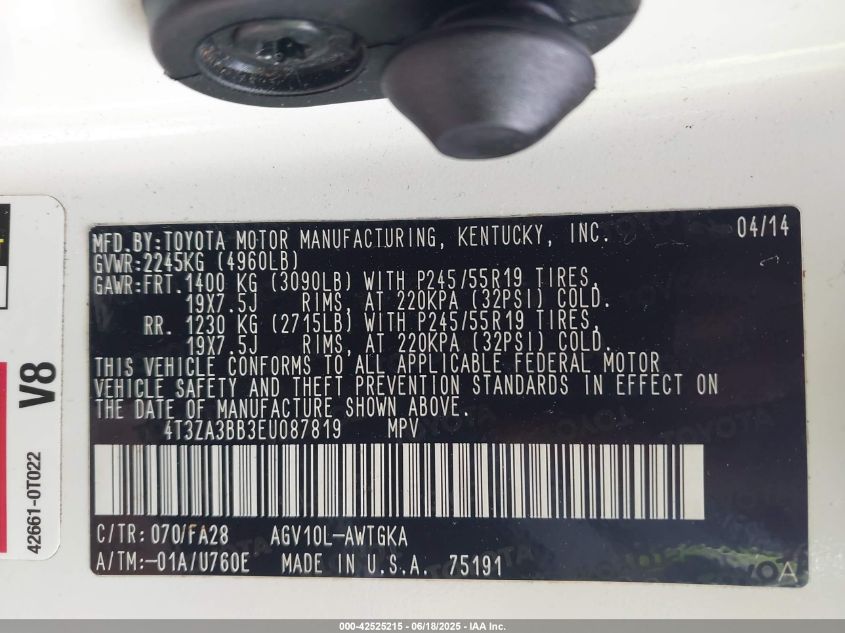 MFD.BY:TOYOTA MOTOR MANUFACTURING, KENTUCKY, INC. 04/14
GVWR:2245KG (4960LB)
GAWR:FRT.1400 KG (3090LB) WITH P245/55R19 TIRES,
19X7.5J RIMS, AT 220KPA (32PSI) COLD.
RR. 1230 KG (2715LB) WITH P245/55R19 TIRES,
19X7.5J RIMS, AT 220KPA (32PSI) COLD.
THIS VEHICLE CONFORMS TO ALL APPLICABLE FEDERAL MOTOR
VEHICLE SAFETY AND THEFT PREVENTION STANDARDS IN EFFECT ON
THE DATE OF MANUFACTURE SHOWN ABOVE.
4T3ZA3BB3EU087819 MPV
C/TR:070/FA28 AGV10L-AWTGKA
A/TM:-01A/U760E MADE IN U.S.A. 75191
A
V8
42661-0T022
000-42525215 - 06/18/2025 - IAA Inc.